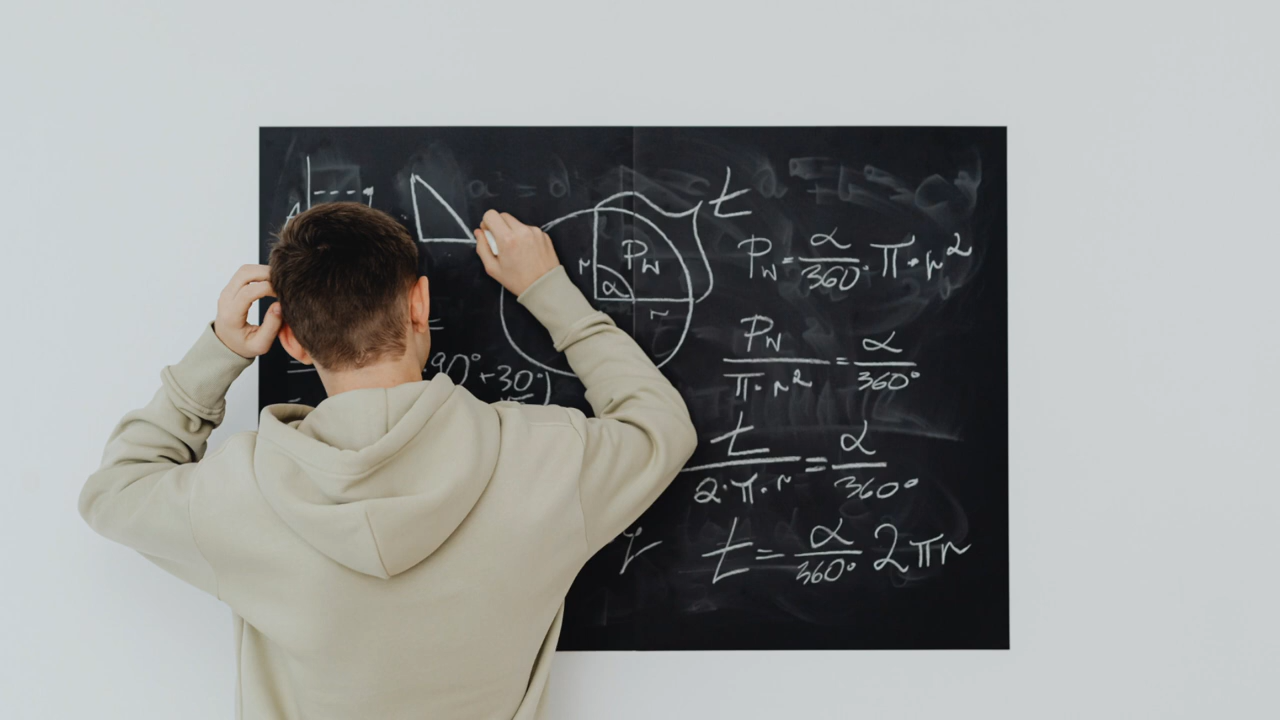 t
r P_W α r
P_W = α/360 · π · r²
P_W/π · r² = α/360°
90° + 30°
t/2 · π · r = α/360°
t = α/360° 2πr